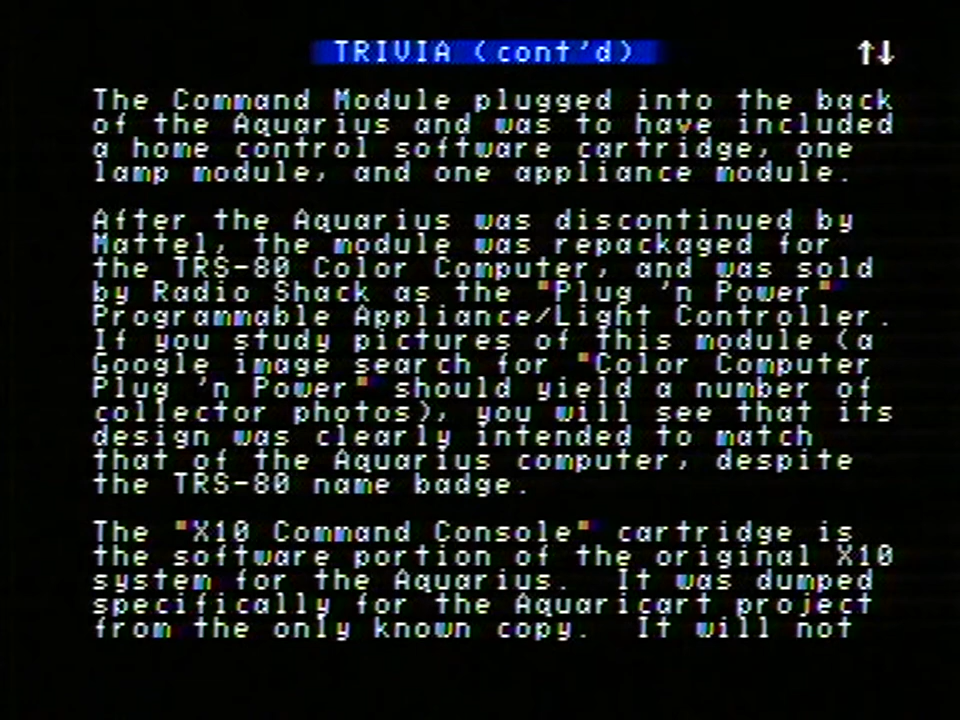 TRIVIA (cont'd) ↑↓
The Command Module plugged into the back
of the Aquarius and was to have included
a home control software cartridge, one
lamp module, and one appliance module.
After the Aquarius was discontinued by
Mattel, the module was repackaged for
the TRS-80 Color Computer, and was sold
by Radio Shack as the "Plug 'n Power"
Programmable Appliance/Light Controller.
If you study pictures of this module (a
Google image search for "Color Computer
Plug 'n Power" should yield a number of
collector photos), you will see that its
design was clearly intended to match
that of the Aquarius computer, despite
the TRS-80 name badge.
The "X10 Command Console" cartridge is
the software portion of the original X10
system for the Aquarius.  It was dumped
specifically for the Aquaricart project
from the only known copy.  It will not